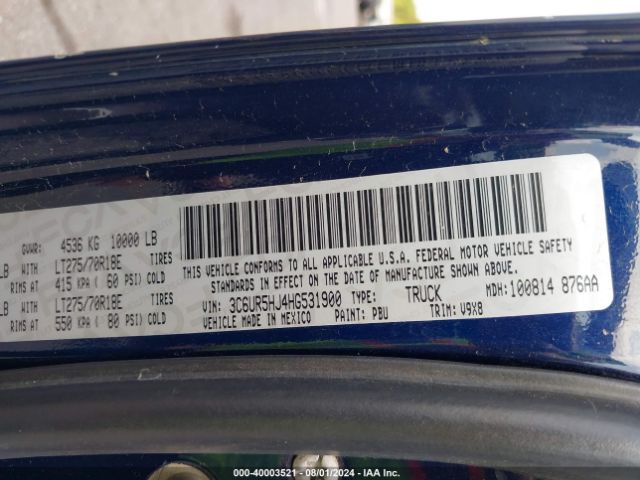 GVWR: 4536 KG 10000 LB
LB WITH LT275/70R18E TIRES
RIMS AT 415 KPA ( 60 PSI) COLD
LB WITH LT275/70R18E TIRES
RIMS AT 550 KPA ( 80 PSI) COLD
THIS VEHICLE CONFORMS TO ALL APPLICABLE U.S.A. FEDERAL MOTOR VEHICLE SAFETY
STANDARDS IN EFFECT ON THE DATE OF MANUFACTURE SHOWN ABOVE.
VIN: 3C6UR5HJ4HG531900 TYPE: TRUCK MDH: 100814 876AA
VEHICLE MADE IN MEXICO PAINT: PBU TRIM: V9X8
502-40003521 | 08/01/2024 | Copyright IAA, LLC.